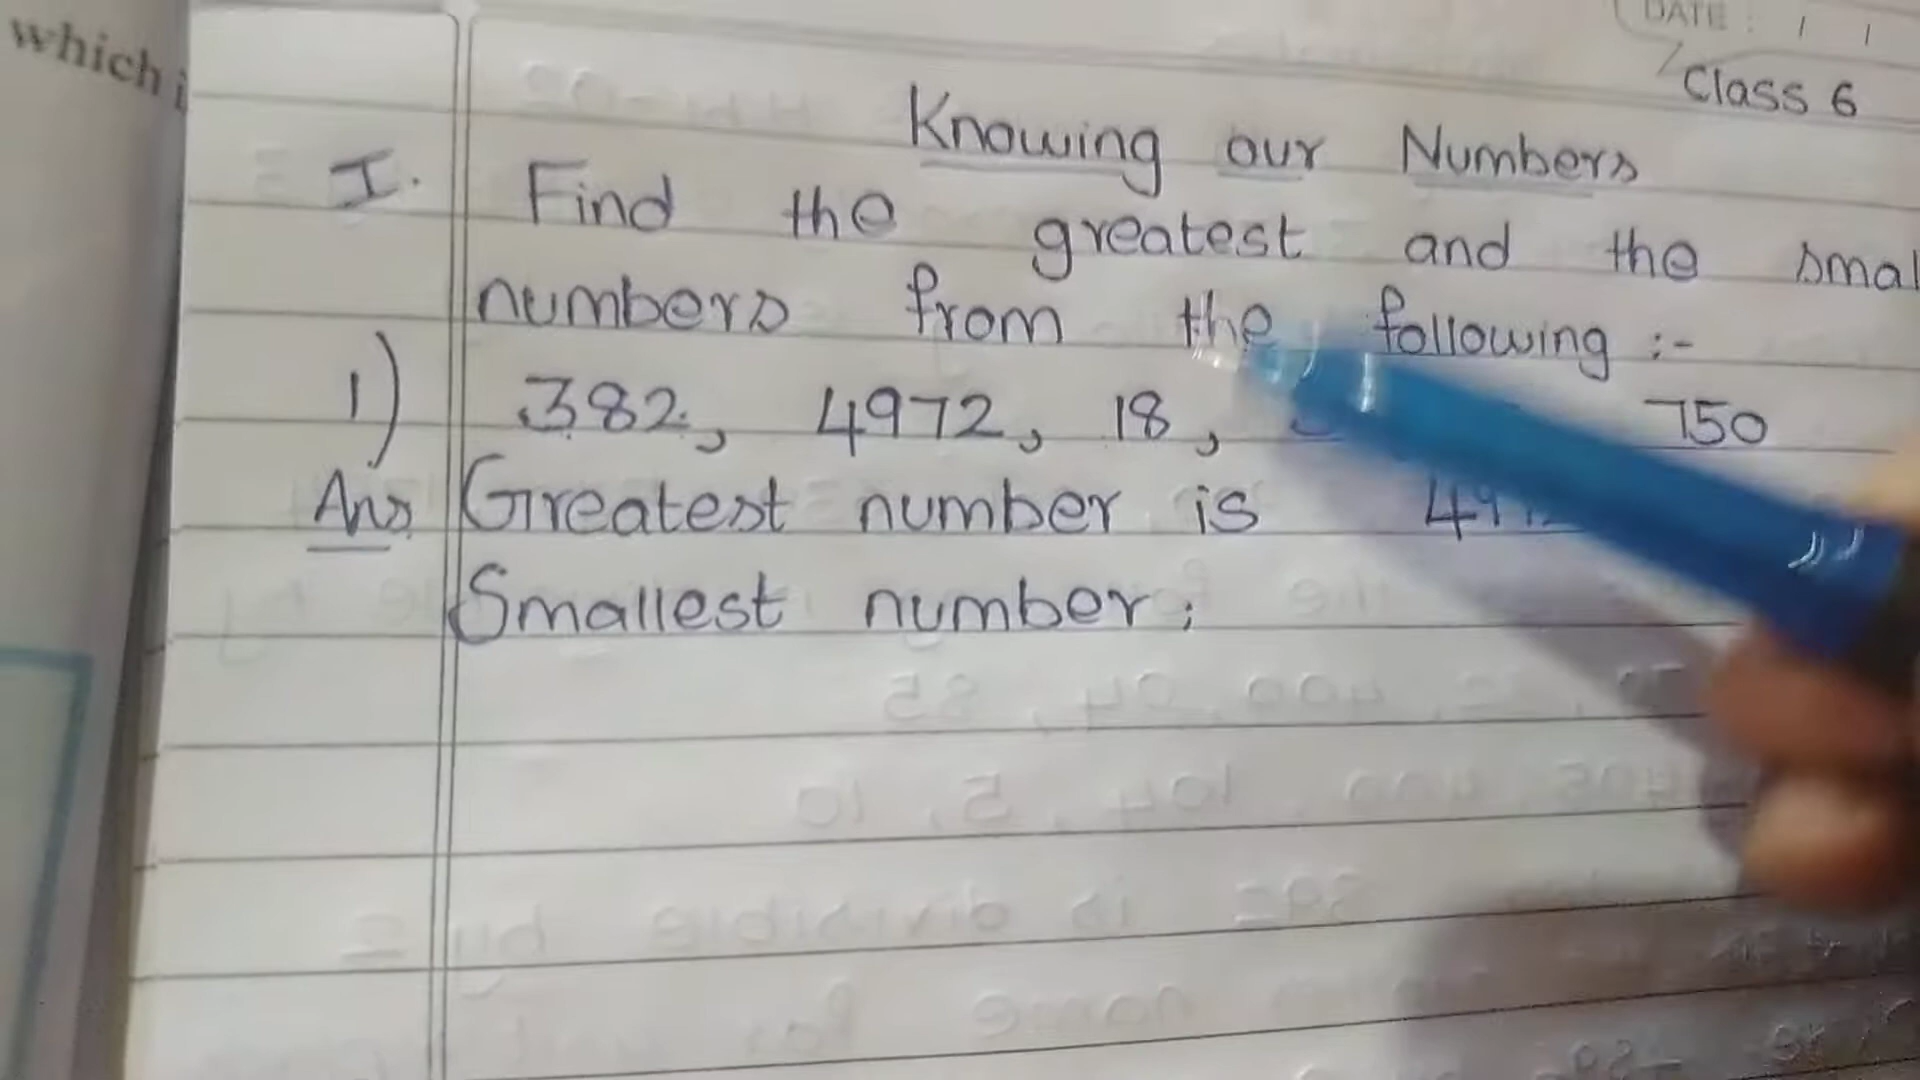 which i
DATE : / /
Class 6
Knowing our Numbers
I. Find the greatest and the smal
numbers from the following :-
1) 382, 4972, 18, 750
Ans Greatest number is
Smallest number :